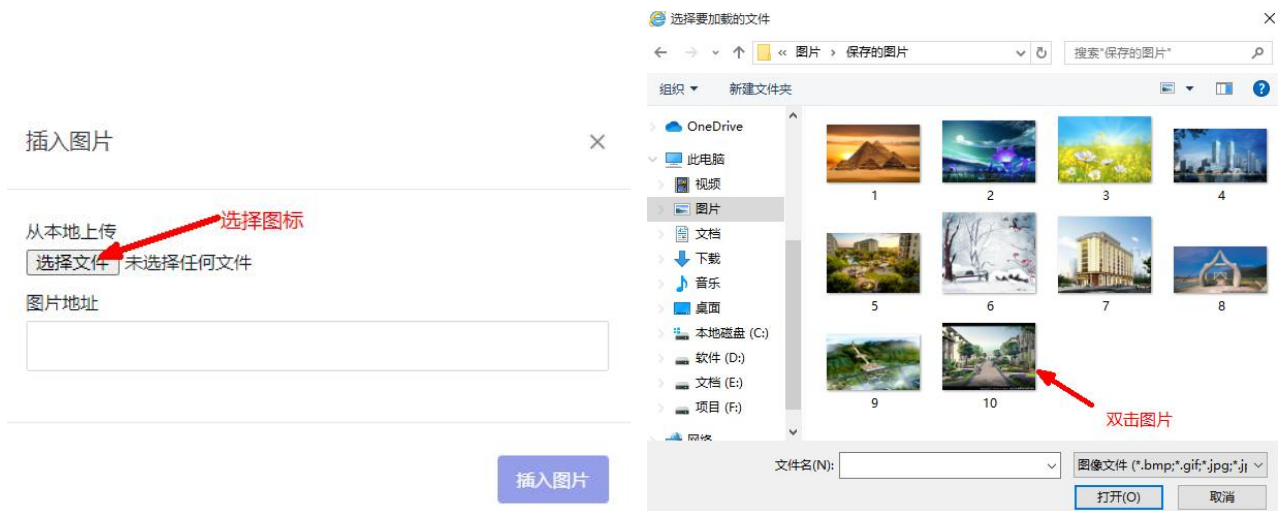 插入图片
从本地上传
选择图标
选择文件 未选择任何文件
图片地址
插入图片
选择要加载的文件
« 图片 › 保存的图片
搜索"保存的图片"
组织
新建文件夹
OneDrive
此电脑
视频
图片
文档
下载
音乐
桌面
本地磁盘 (C:)
软件 (D:)
文档 (E:)
项目 (F:)
网络
1 2 3 4
5 6 7 8
9 10
双击图片
文件名(N):
图像文件 (*.bmp;*.gif;*.jpg;*.j
打开(O) 取消